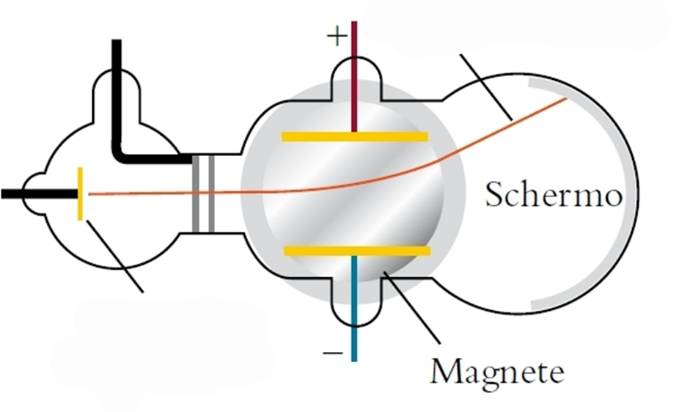 +
Schermo
−
Magnete